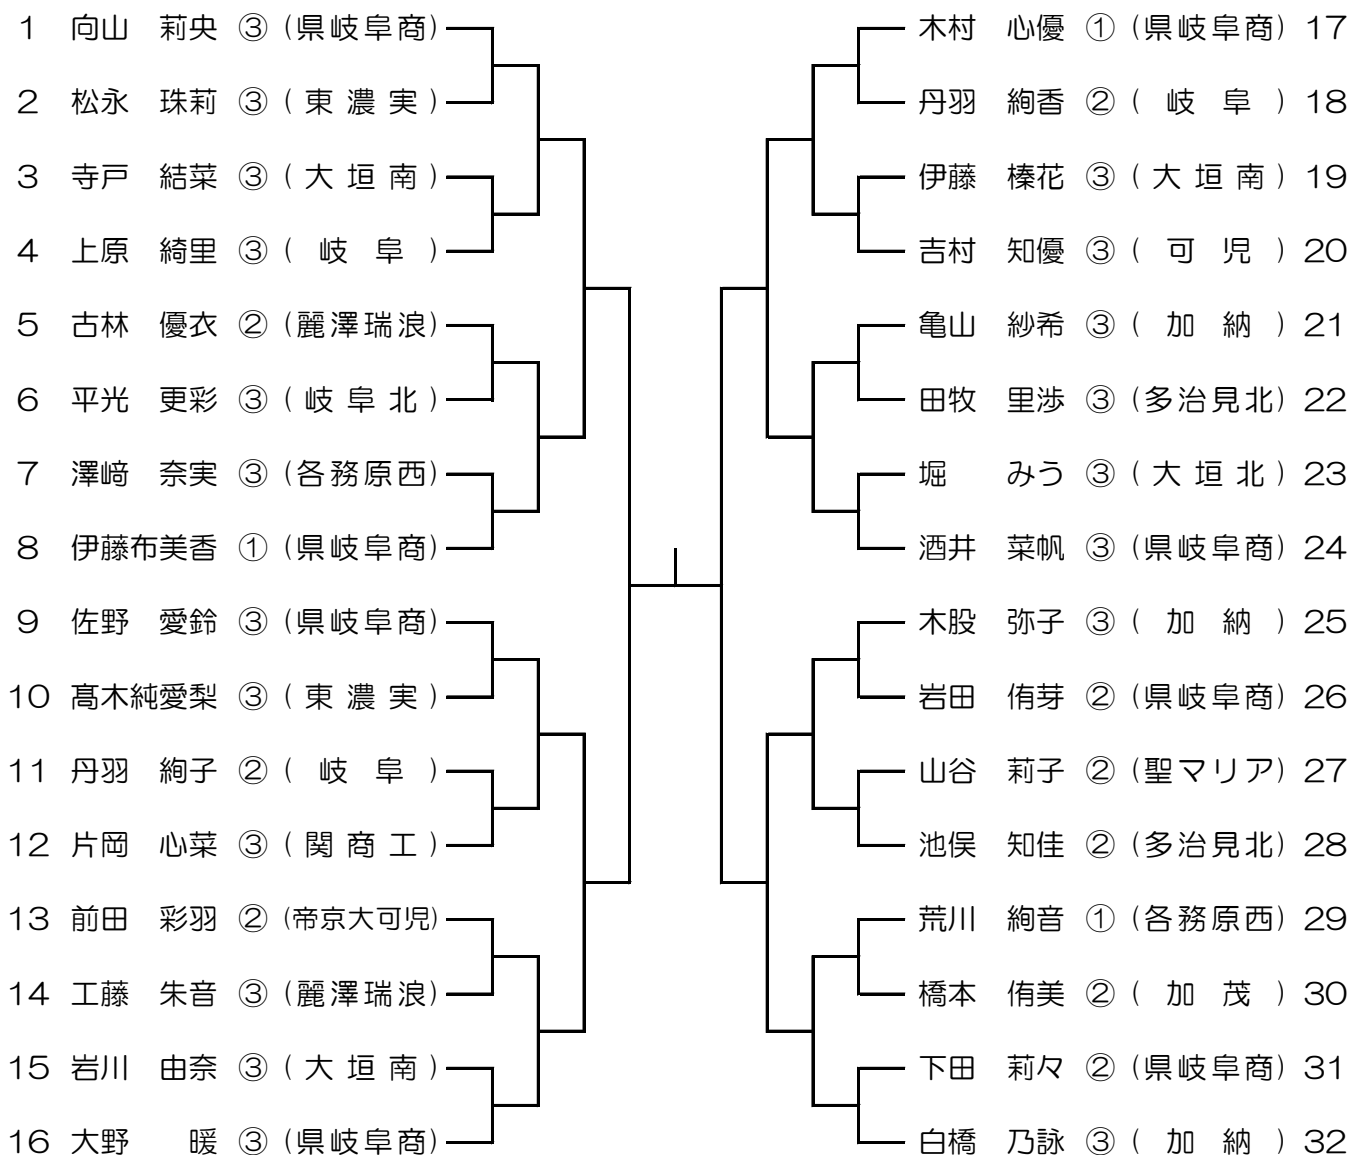 1 向山 莉央 ③ (県岐阜商)
2 松永 珠莉 ③ (東濃実)
3 寺戸 結菜 ③ (大垣南)
4 上原 綺里 ③ (岐阜)
5 古林 優衣 ② (麗澤瑞浪)
6 平光 更彩 ③ (岐阜北)
7 澤﨑 奈実 ③ (各務原西)
8 伊藤布美香 ① (県岐阜商)
9 佐野 愛鈴 ③ (県岐阜商)
10 髙木純愛梨 ③ (東濃実)
11 丹羽 絢子 ② (岐阜)
12 片岡 心菜 ③ (関商工)
13 前田 彩羽 ② (帝京大可児)
14 工藤 朱音 ③ (麗澤瑞浪)
15 岩川 由奈 ③ (大垣南)
16 大野 暖 ③ (県岐阜商)
木村 心優 ① (県岐阜商) 17
丹羽 絢香 ② (岐阜) 18
伊藤 榛花 ③ (大垣南) 19
吉村 知優 ③ (可児) 20
亀山 紗希 ③ (加納) 21
田牧 里渉 ③ (多治見北) 22
堀 みう ③ (大垣北) 23
酒井 菜帆 ③ (県岐阜商) 24
木股 弥子 ③ (加納) 25
岩田 侑芽 ② (県岐阜商) 26
山谷 莉子 ② (聖マリア) 27
池俣 知佳 ② (多治見北) 28
荒川 絢音 ① (各務原西) 29
橋本 侑美 ② (加茂) 30
下田 莉々 ② (県岐阜商) 31
白橋 乃詠 ③ (加納) 32